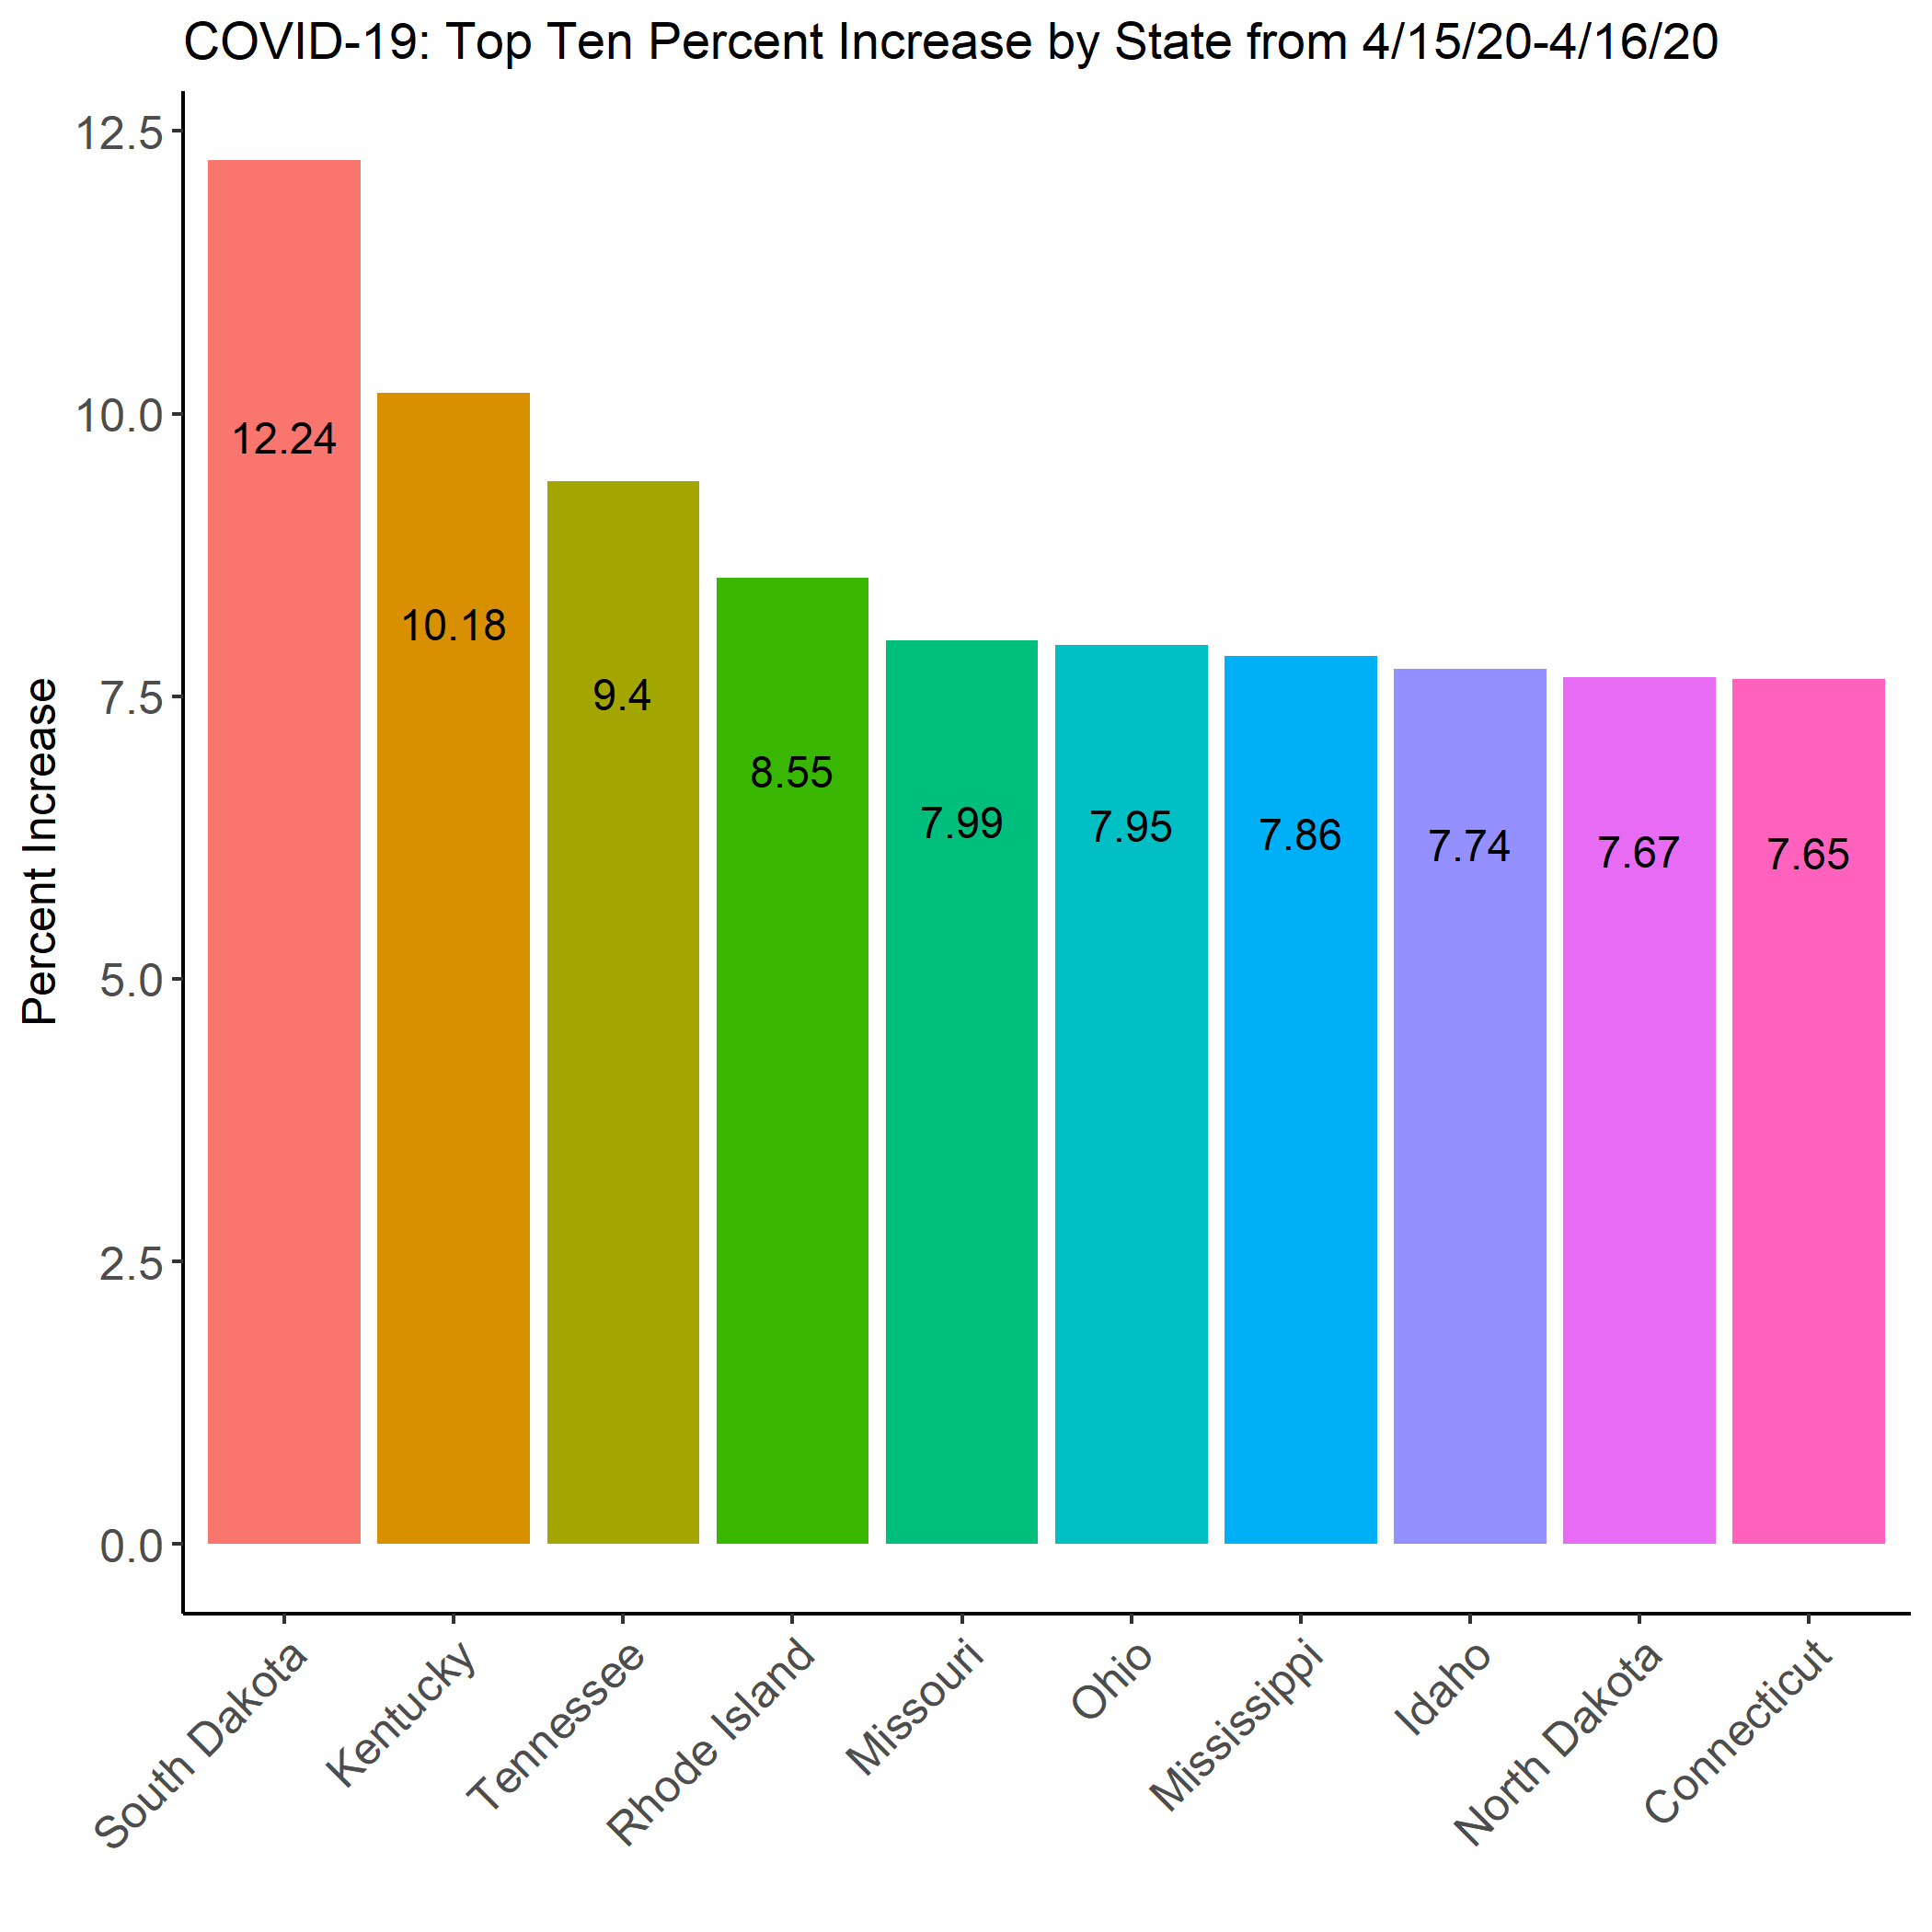 COVID-19: Top Ten Percent Increase by State from 4/15/20-4/16/20
Percent Increase
12.5
10.0
7.5
5.0
2.5
0.0
12.24
10.18
9.4
8.55
7.99
7.95
7.86
7.74
7.67
7.65
South Dakota
Kentucky
Tennessee
Rhode Island
Missouri
Ohio
Mississippi
Idaho
North Dakota
Connecticut